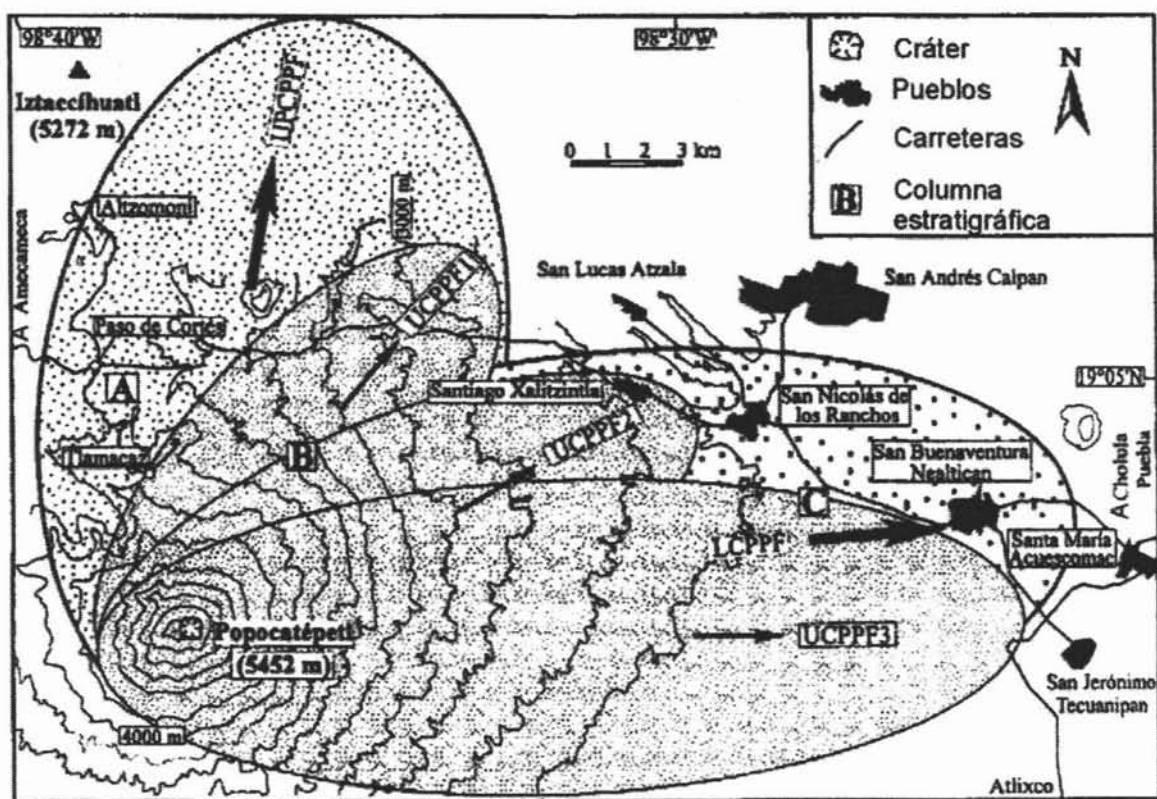 98°40'W
98°30'W
Iztaccíhuatl
(5272 m)
UPCPPF
0 1 2 3 km
N
Cráter
Pueblos
Carreteras
B
Columna
estratigráfica
Altzomoni
3000 m
A Amecameca
San Lucas Atzala
San Andrés Calpan
UCPPF1
Paso de Cortés
19°05'N
A
Santiago Xalitzintla
San Nicolás de
los Ranchos
Tlamacaz
B
UCPPF2
San Buenaventura
Nealtican
A Cholula
Puebla
C
LCPPF
Santa María
Acuescomac
Popocatépetl
(5452 m)
UCPPF3
San Jerónimo
Tecuanipan
4000 m
Atlixco